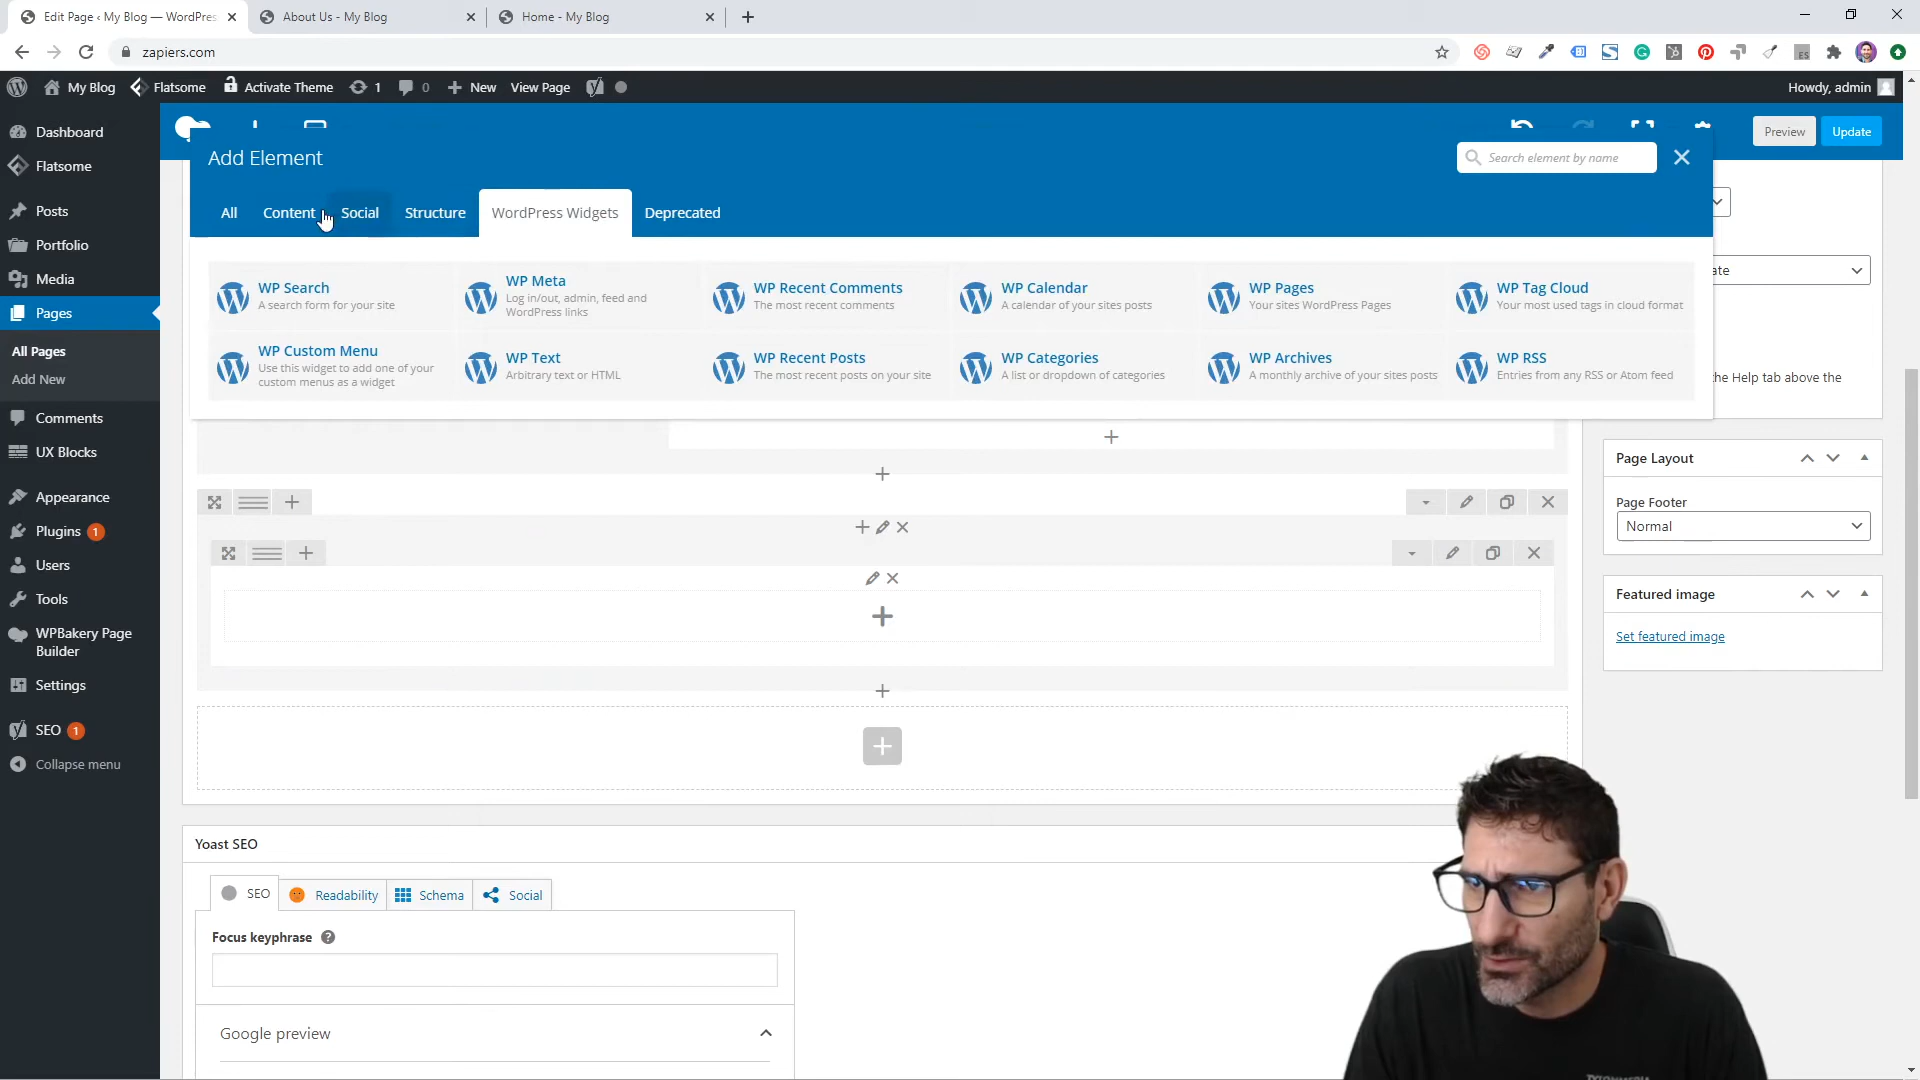 Edit Page ‹ My Blog — WordPres
About Us - My Blog
Home - My Blog
zapiers.com
My Blog
Flatsome
Activate Theme
1
0
New
View Page
Howdy, admin
Dashboard
Flatsome
Posts
Portfolio
Media
Pages
All Pages
Add New
Comments
UX Blocks
Appearance
Plugins 1
Users
Tools
WPBakery Page
Builder
Settings
SEO 1
Collapse menu
Preview
Update
Add Element
Search element by name
All
Content
Social
Structure
WordPress Widgets
Deprecated
WP Search
A search form for your site
WP Meta
Log in/out, admin, feed and
WordPress links
WP Recent Comments
The most recent comments
WP Calendar
A calendar of your sites posts
WP Pages
Your sites WordPress Pages
WP Tag Cloud
Your most used tags in cloud format
WP Custom Menu
Use this widget to add one of your
custom menus as a widget
WP Text
Arbitrary text or HTML
WP Recent Posts
The most recent posts on your site
WP Categories
A list or dropdown of categories
WP Archives
A monthly archive of your sites posts
WP RSS
Entries from any RSS or Atom feed
ate
the Help tab above the
Page Layout
Page Footer
Normal
Featured image
Set featured image
Yoast SEO
SEO
Readability
Schema
Social
Focus keyphrase
Google preview